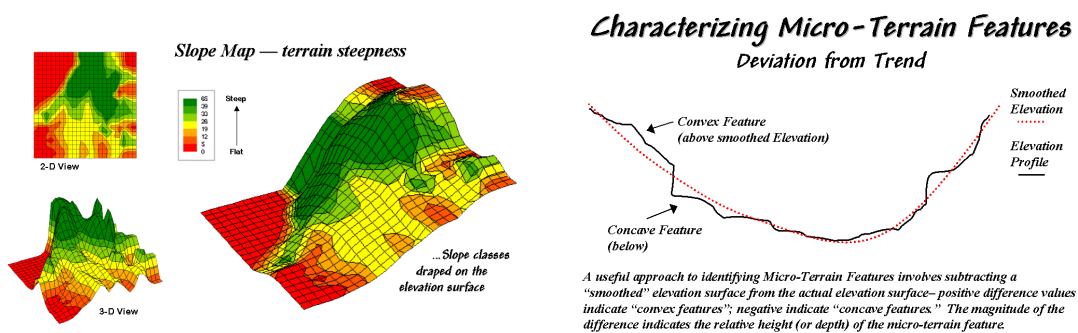 Slope Map — terrain steepness
65
39
33
26
19
12
5
0
Steep
Flat
2-D View
3-D View
...Slope classes
draped on the
elevation surface
Characterizing Micro-Terrain Features
Deviation from Trend
Convex Feature
(above smoothed Elevation)
Concave Feature
(below)
Smoothed
Elevation
Elevation
Profile
A useful approach to identifying Micro-Terrain Features involves subtracting a
“smoothed” elevation surface from the actual elevation surface– positive difference values
indicate “convex features”; negative indicate “concave features.” The magnitude of the
difference indicates the relative height (or depth) of the micro-terrain feature.